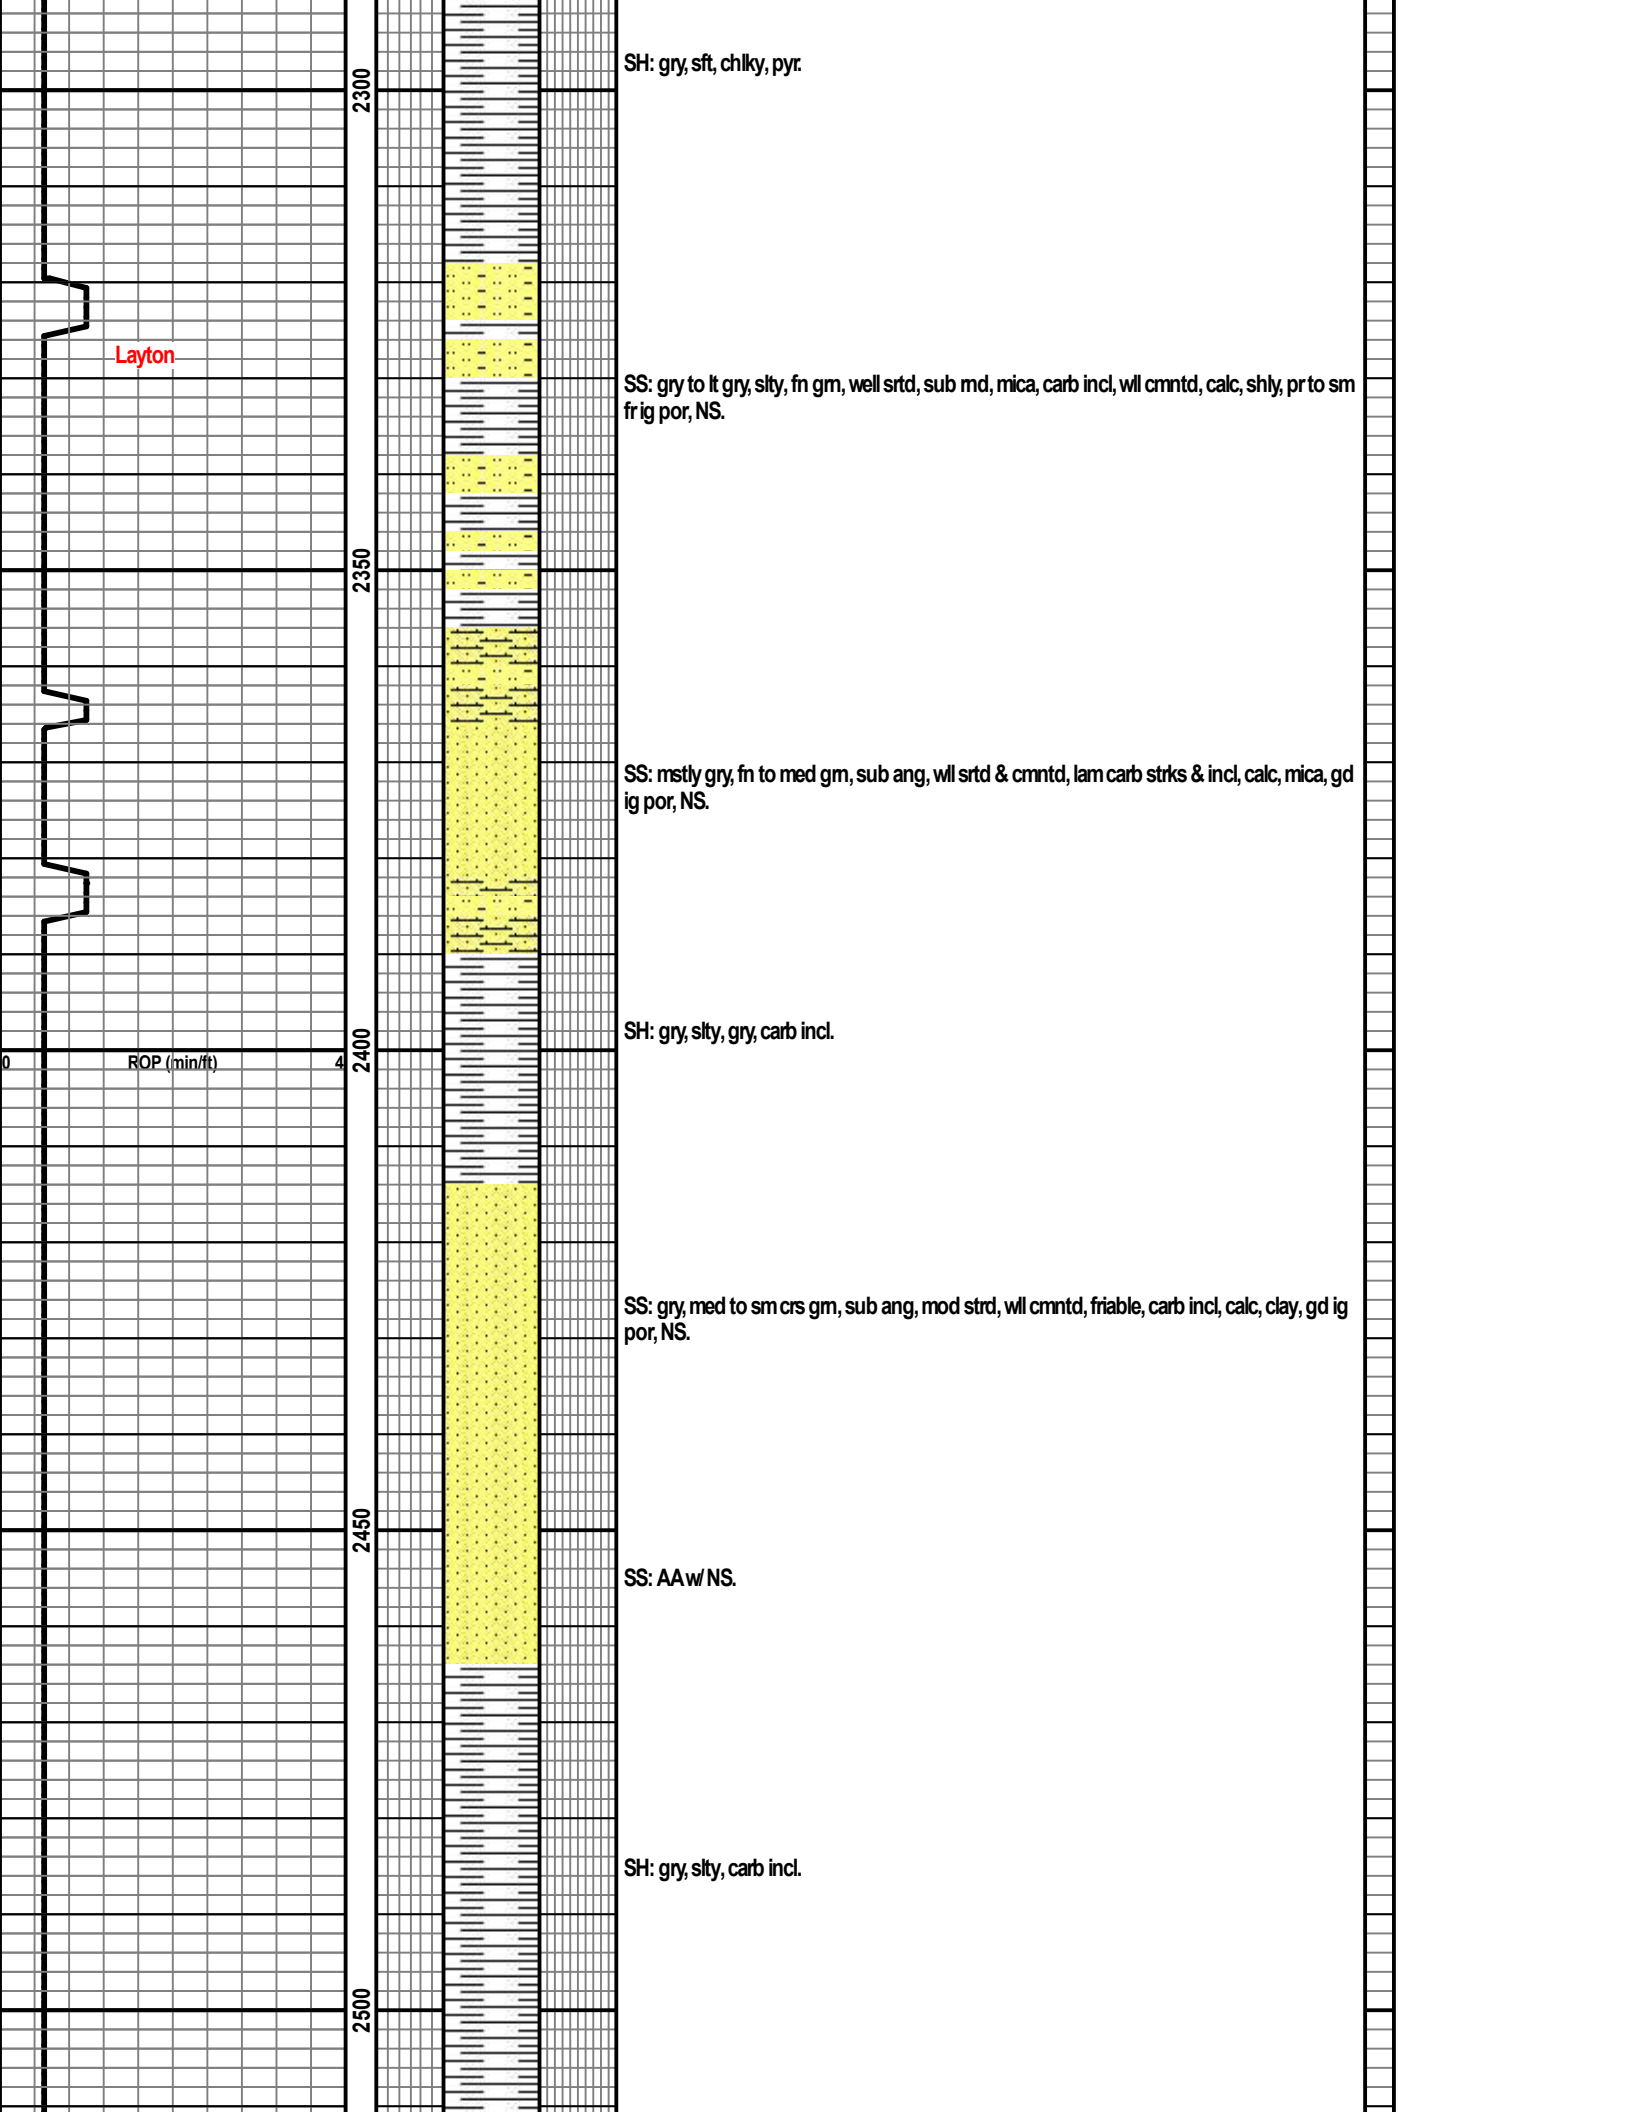 SH: gry, sft, chlky, pyr.
2300
Layton
SS: gry to lt gry, slty, fn grn, well srtd, sub rnd, mica, carb incl, wll cmntd, calc, shly, pr to sm
fr ig por, NS.
2350
SS: mstly gry, fn to med grn, sub ang, wll srtd & cmntd, lam carb strks & incl, calc, mica, gd
ig por, NS.
SH: gry, slty, gry, carb incl.
2400
0 ROP (min/ft) 4
SS: gry, med to sm crs grn, sub ang, mod strd, wll cmntd, friable, carb incl, calc, clay, gd ig
por, NS.
2450
SS: AA w/ NS.
SH: gry, slty, carb incl.
2500